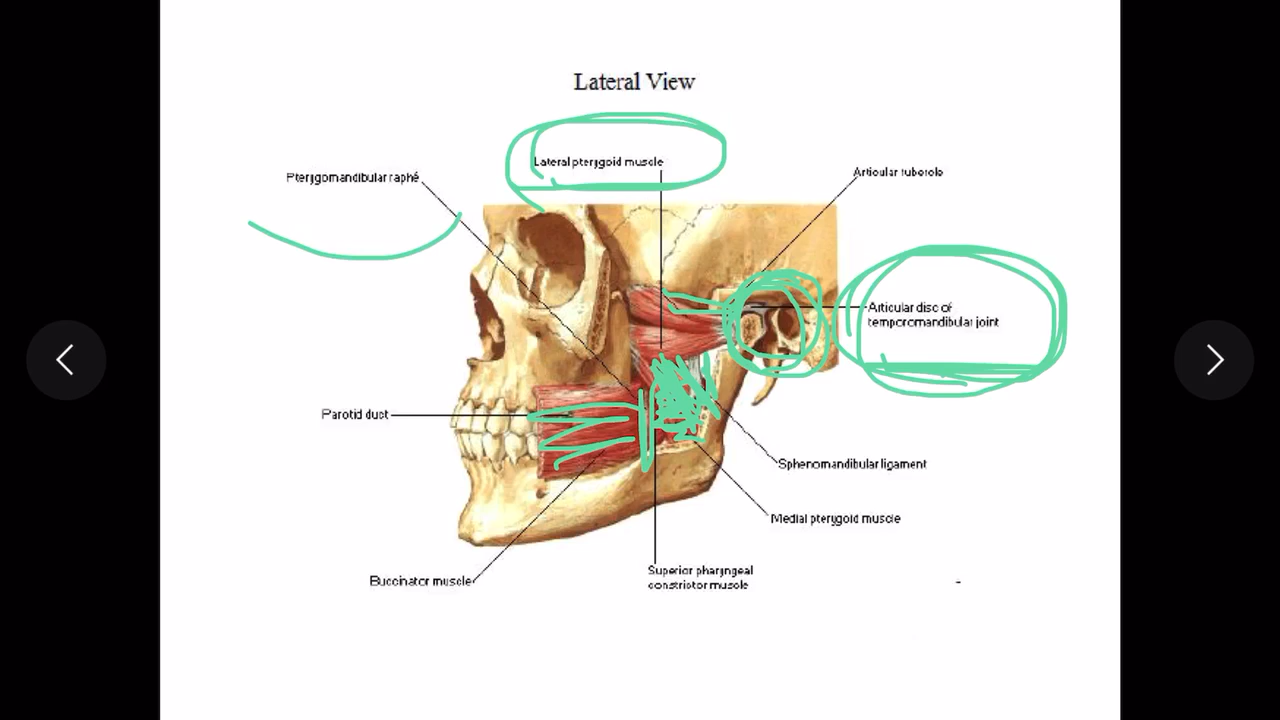 Lateral View
Lateral pterygoid muscle
Pterygomandibular raphé
Articular tubercle
Articular disc of
temporomandibular joint
Parotid duct
Sphenomandibular ligament
Medial pterygoid muscle
Superior pharyngeal
constrictor muscle
Buccinator muscle
-